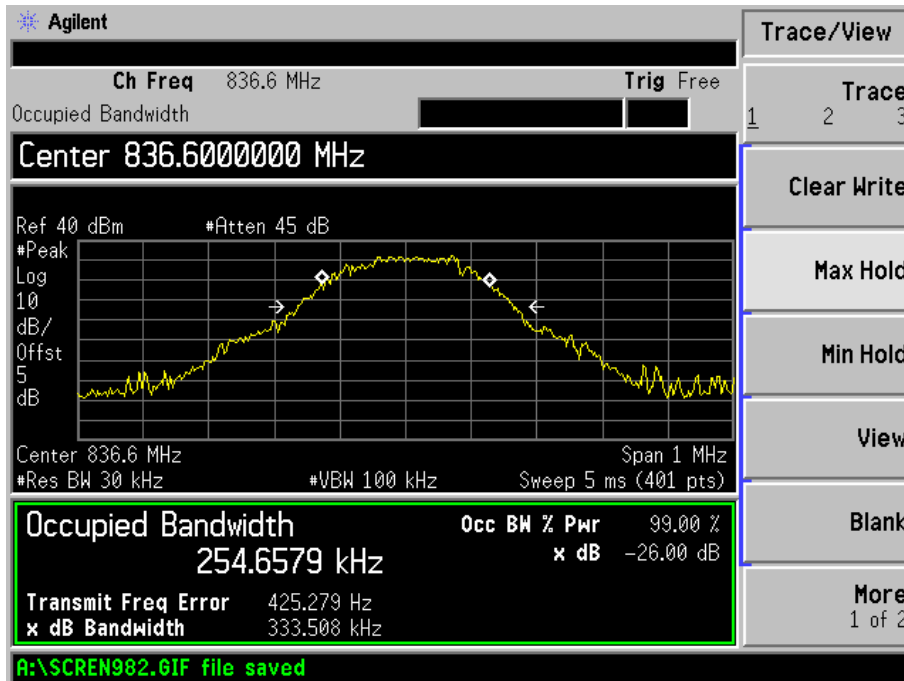 Agilent
Trace/View
Ch Freq 836.6 MHz Trig Free
Occupied Bandwidth
Trace
1 2 3
Center 836.6000000 MHz
Clear Write
Ref 40 dBm #Atten 45 dB
#Peak
Log
10
dB/
Offst
5
dB
Max Hold
Min Hold
View
Center 836.6 MHz Span 1 MHz
#Res BW 30 kHz #VBW 100 kHz Sweep 5 ms (401 pts)
Occupied Bandwidth Occ BW % Pwr 99.00 %
254.6579 kHz x dB -26.00 dB
Blank
Transmit Freq Error 425.279 Hz
x dB Bandwidth 333.508 kHz
More
1 of 2
A:\SCREN982.GIF file saved